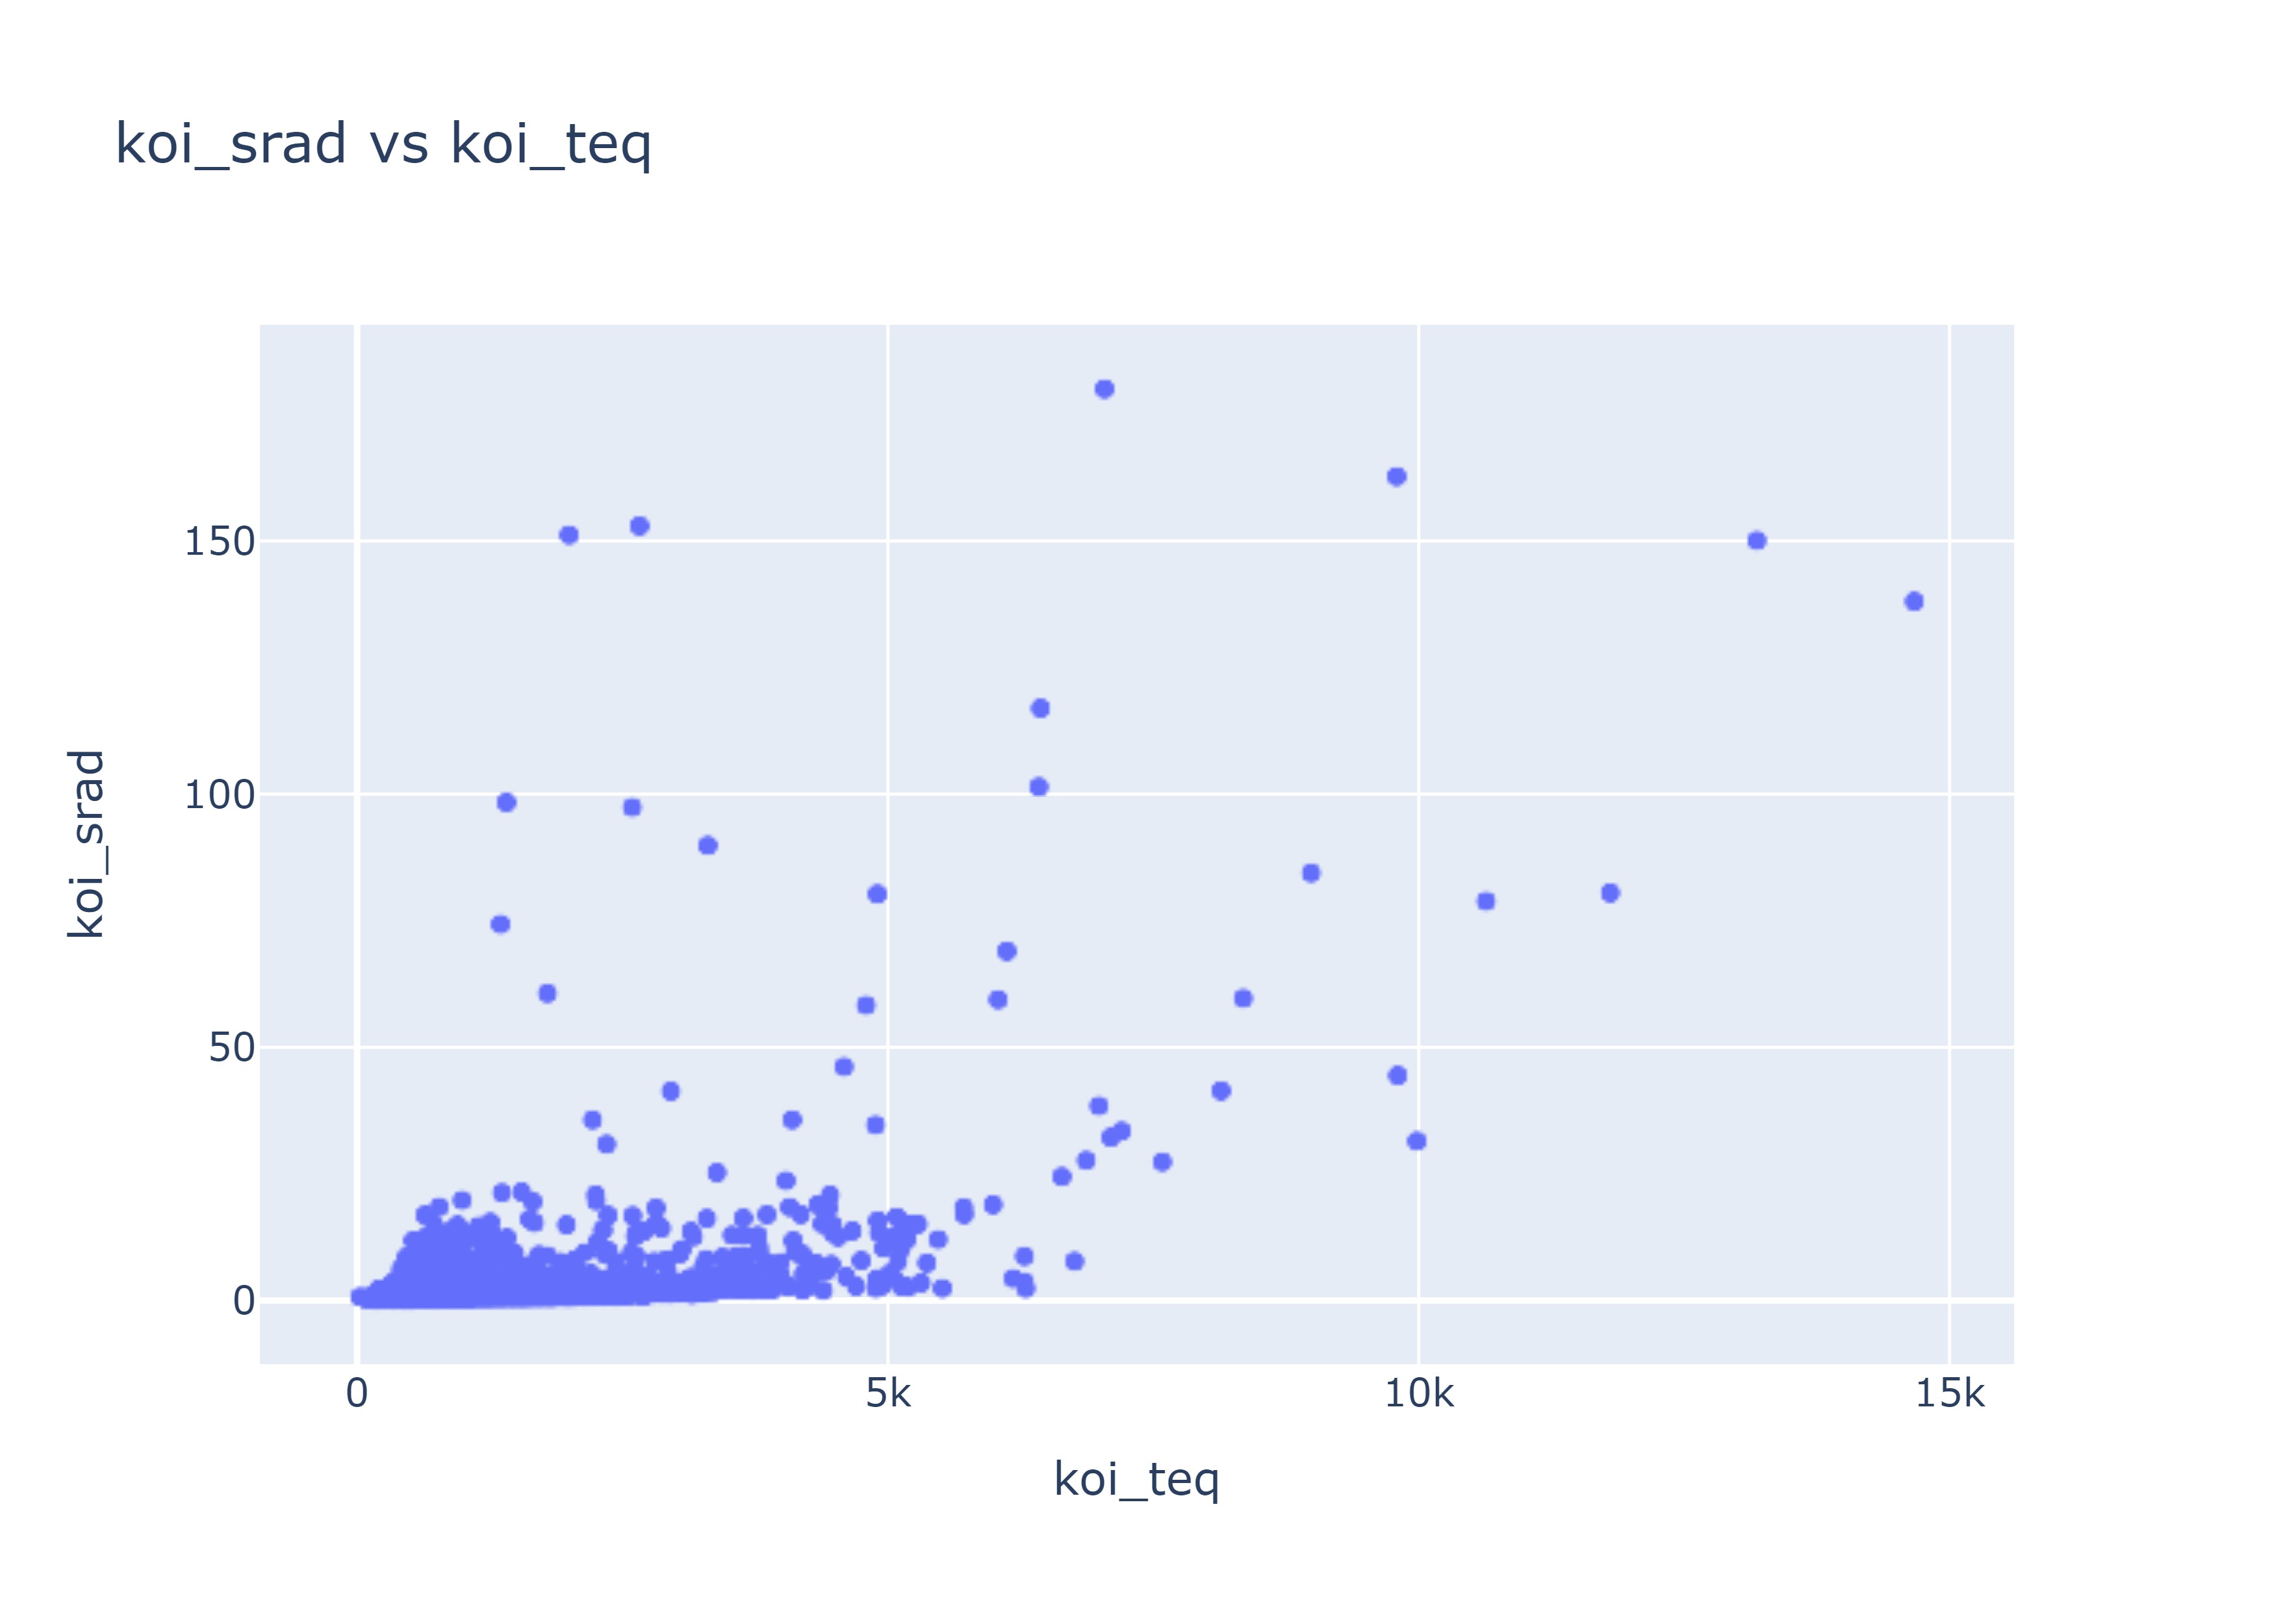 koi_srad vs koi_teq
150
100
50
0
koi_srad
0 5k 10k 15k
koi_teq